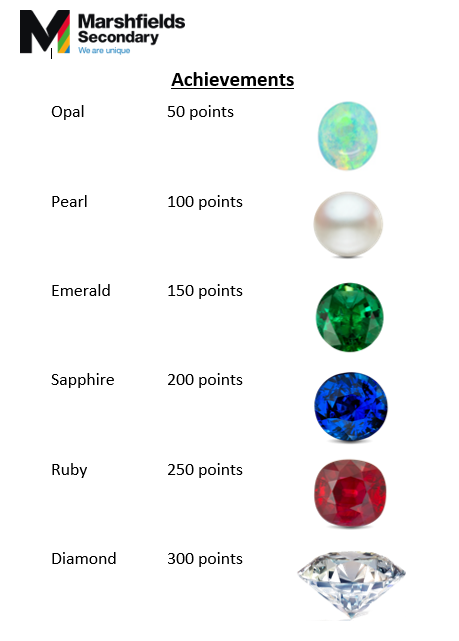 Marshfields
Secondary
We are unique
Achievements
Opal 50 points
Pearl 100 points
Emerald 150 points
Sapphire 200 points
Ruby 250 points
Diamond 300 points